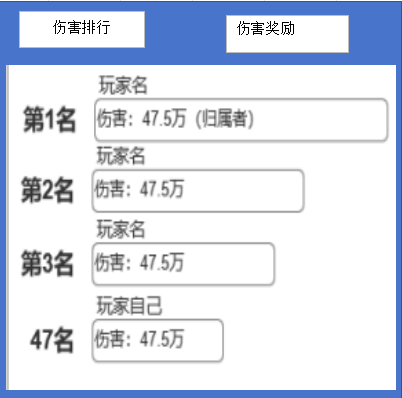 伤害排行
伤害奖励
玩家名
第1名
伤害：47.5万（归属者）
玩家名
第2名
伤害：47.5万
玩家名
第3名
伤害：47.5万
玩家自己
47名
伤害：47.5万